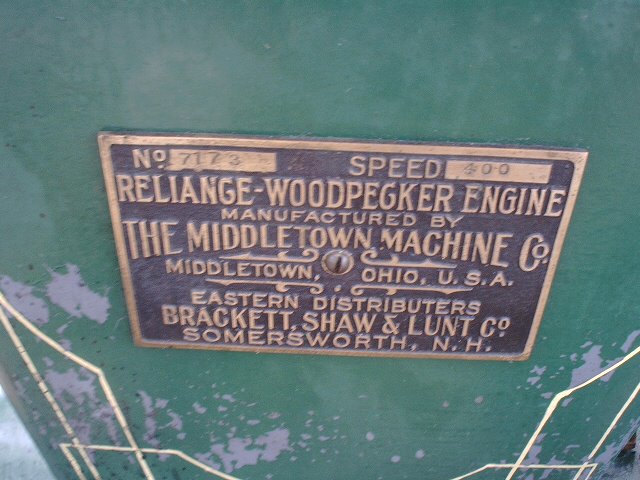 No. 7173 SPEED 400
RELIANCE-WOODPECKER ENGINE
MANUFACTURED BY
THE MIDDLETOWN MACHINE Co.
MIDDLETOWN, OHIO, U.S.A.
EASTERN DISTRIBUTERS
BRACKETT, SHAW & LUNT Co
SOMERSWORTH, N.H.